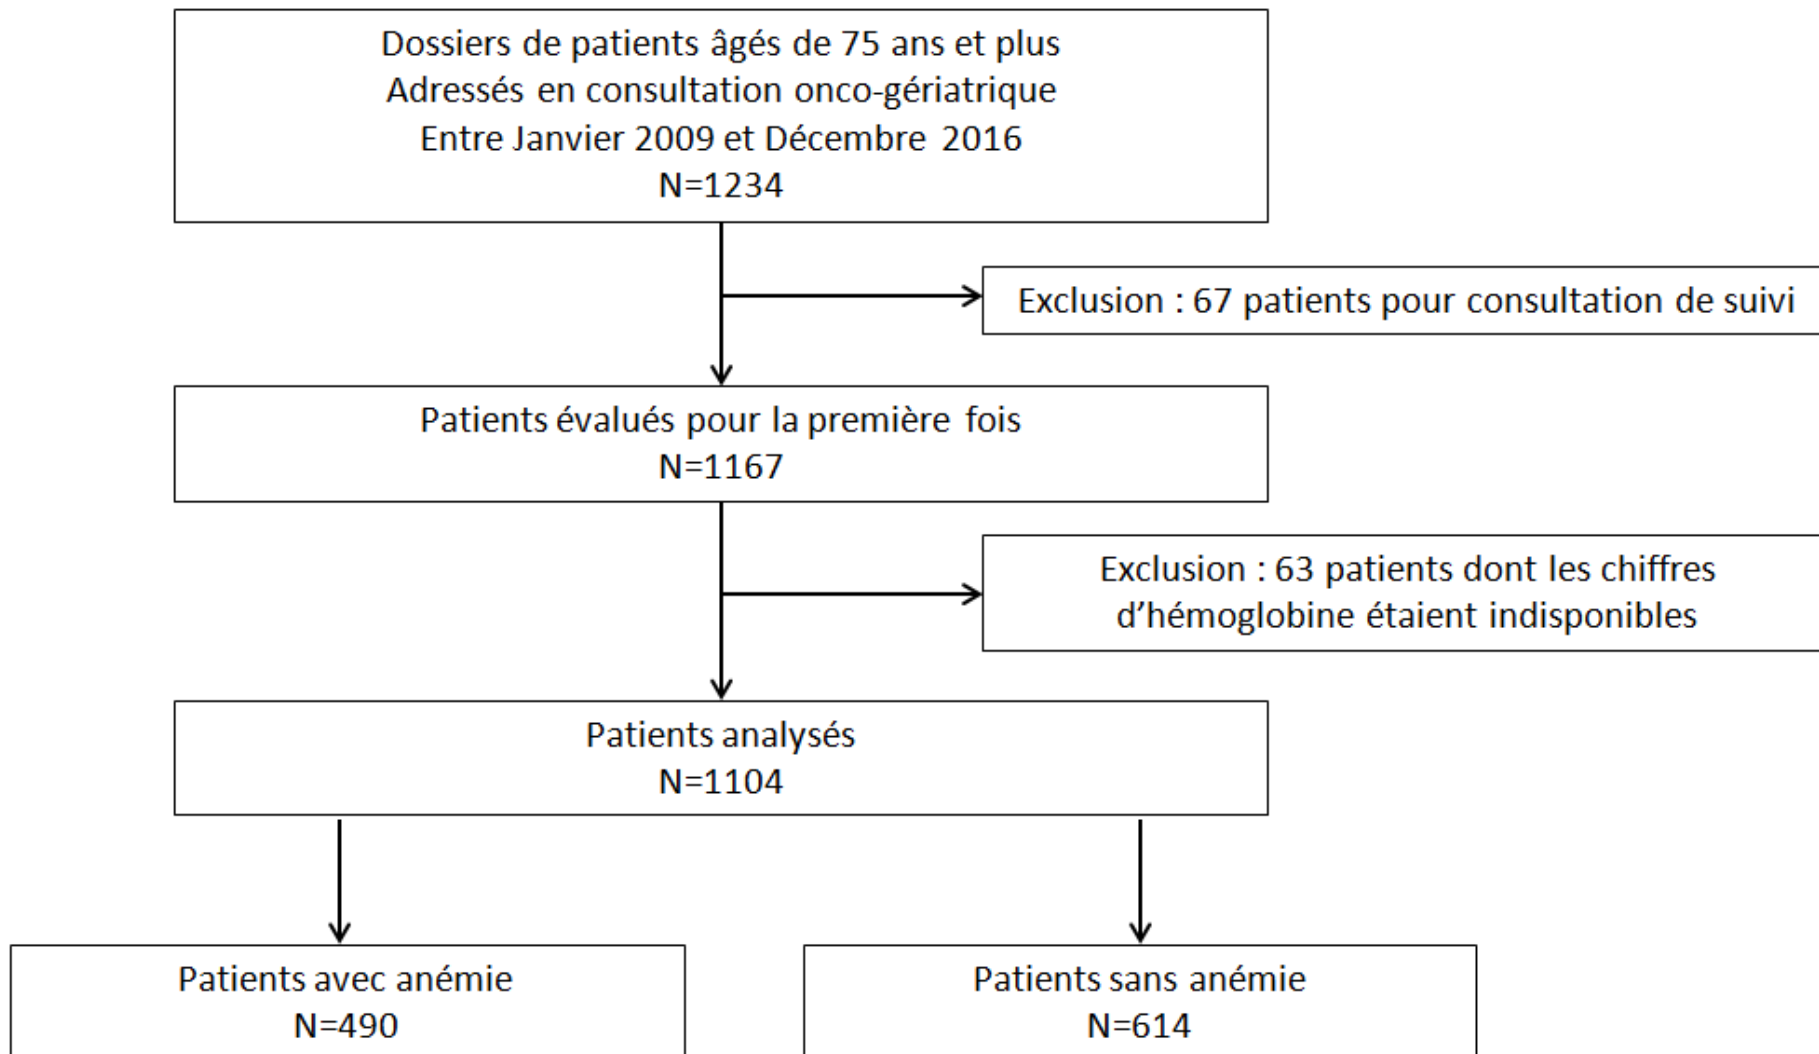 Dossiers de patients âgés de 75 ans et plus
Adressés en consultation onco-gériatrique
Entre Janvier 2009 et Décembre 2016
N=1234
Exclusion : 67 patients pour consultation de suivi
Patients évalués pour la première fois
N=1167
Exclusion : 63 patients dont les chiffres
d’hémoglobine étaient indisponibles
Patients analysés
N=1104
Patients avec anémie
N=490
Patients sans anémie
N=614